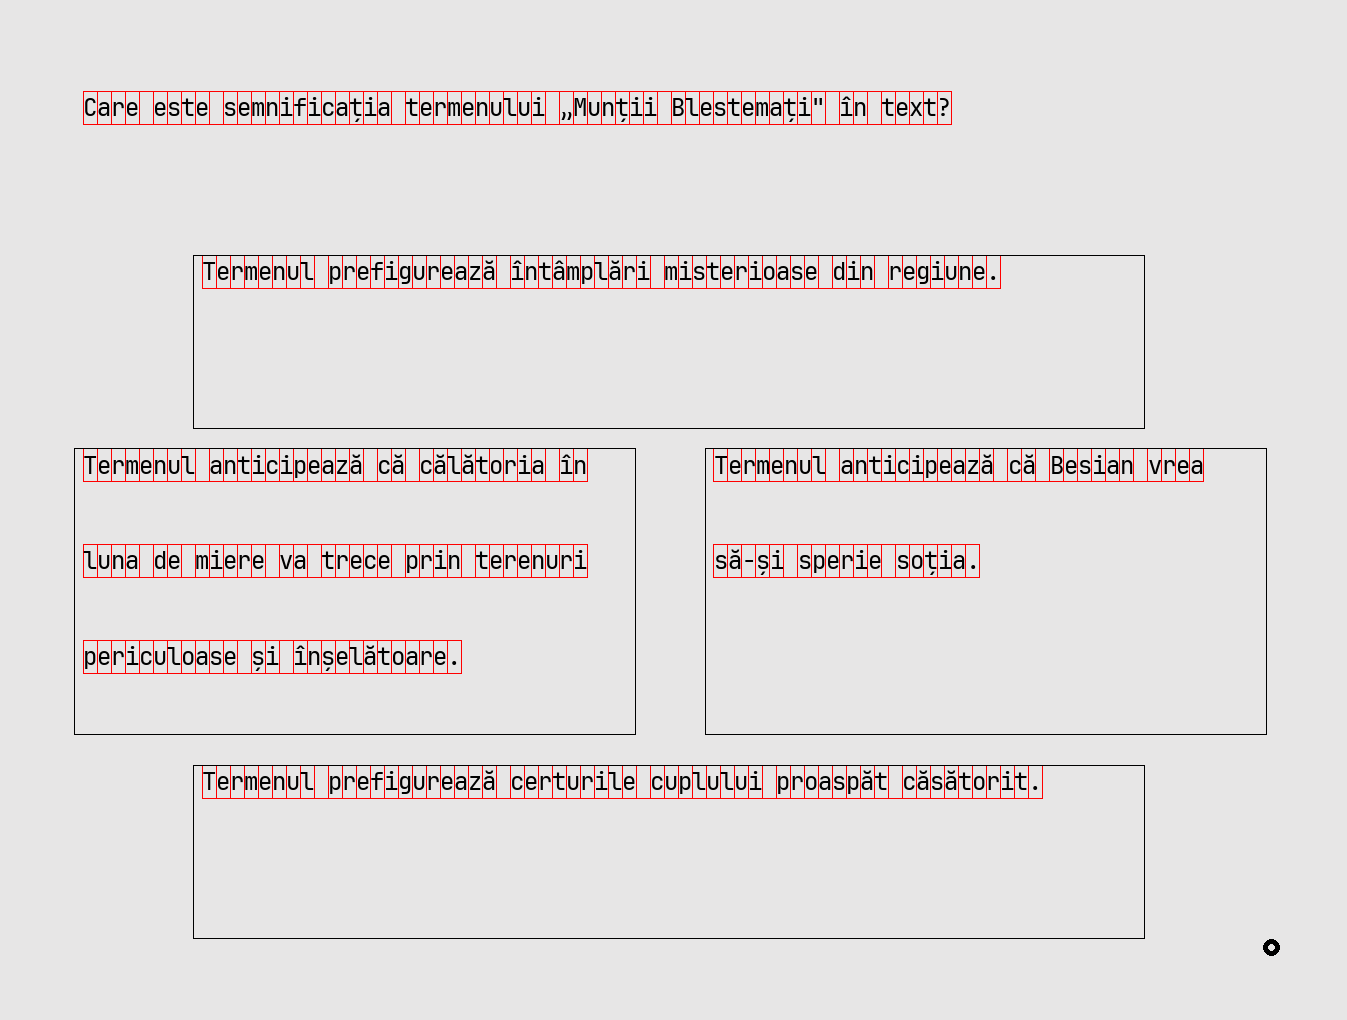 Care este semnificația termenului „Munții Blestemați" în text?
Termenul prefigurează întâmplări misterioase din regiune.
Termenul anticipează că călătoria în
luna de miere va trece prin terenuri
periculoase și înșelătoare.
Termenul anticipează că Besian vrea
să-și sperie soția.
Termenul prefigurează certurile cuplului proaspăt căsătorit.